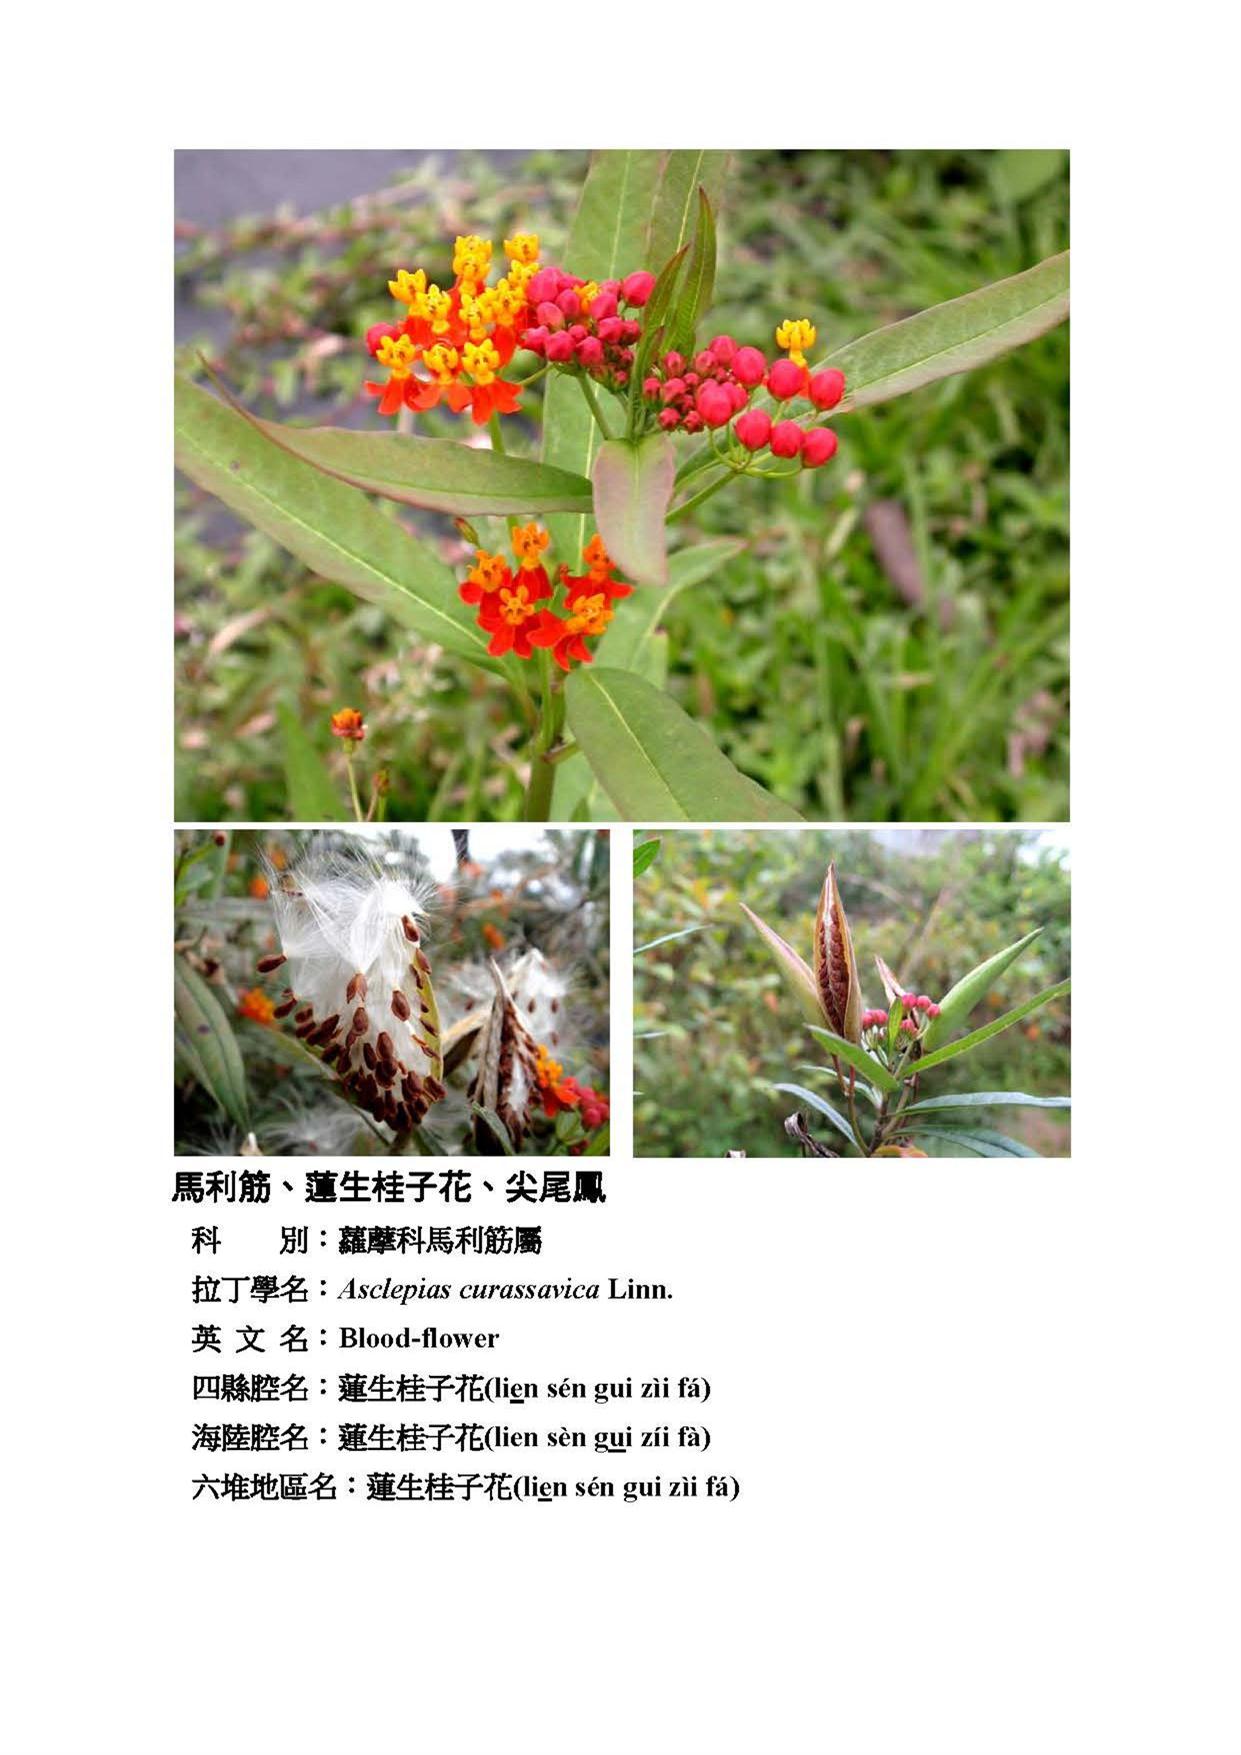 馬利筋、蓮生桂子花、尖尾鳳
科　　別：蘿藦科馬利筋屬
拉丁學名：Asclepias curassavica Linn.
英 文 名：Blood-flower
四縣腔名：蓮生桂子花(lien sén gui zìi fá)
海陸腔名：蓮生桂子花(lien sèn gui zíi fà)
六堆地區名：蓮生桂子花(lien sén gui zìi fá)